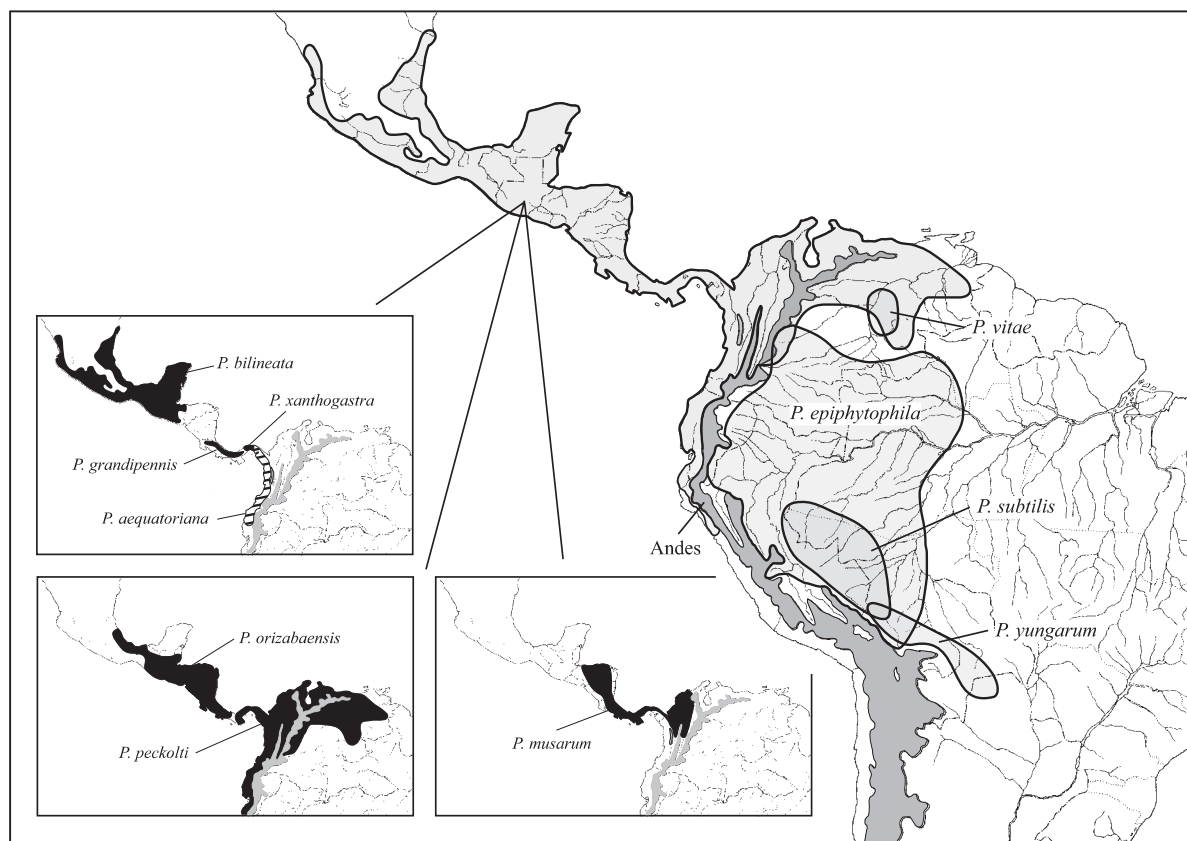 P. vitae
P. epiphytophila
P. subtilis
Andes
P. yungarum
P. bilineata
P. xanthogastra
P. grandipennis
P. aequatoriana
P. orizabaensis
P. peckolti
P. musarum